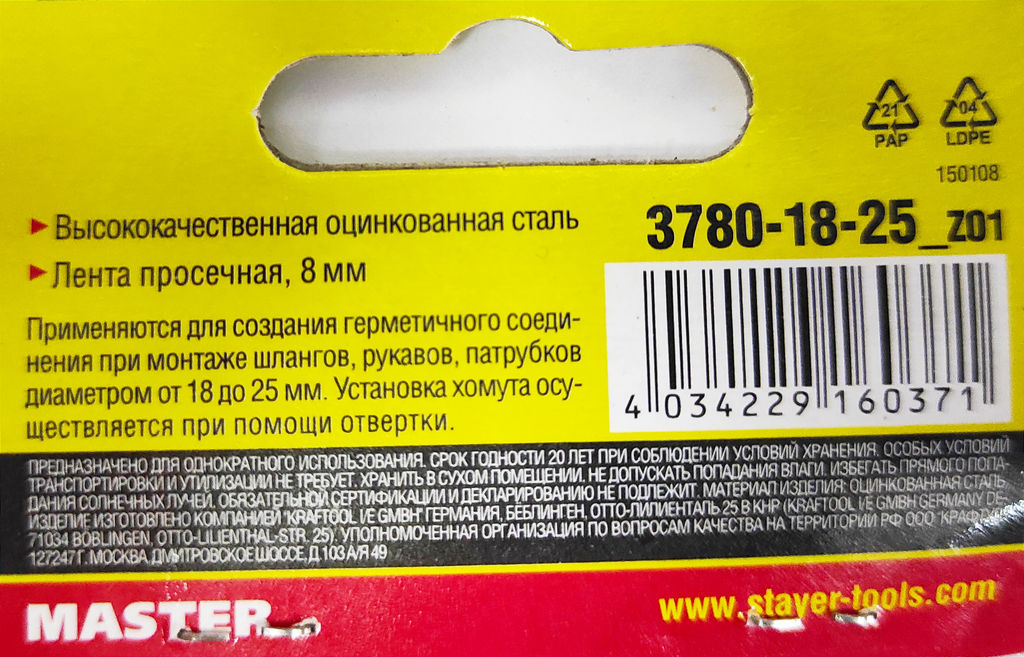 21
PAP
04
LDPE
150108
3780-18-25_Z01
Высококачественная оцинкованная сталь
Лента просечная, 8 мм
Применяются для создания герметичного соеди-
нения при монтаже шлангов, рукавов, патрубков
диаметром от 18 до 25 мм. Установка хомута осу-
ществляется при помощи отвертки.
4 034229 160371
ПРЕДНАЗНАЧЕНО ДЛЯ ОДНОКРАТНОГО ИСПОЛЬЗОВАНИЯ. СРОК ГОДНОСТИ 20 ЛЕТ ПРИ СОБЛЮДЕНИИ УСЛОВИЙ ХРАНЕНИЯ. ОСОБЫХ УСЛОВИЙ
ТРАНСПОРТИРОВКИ И УТИЛИЗАЦИИ НЕ ТРЕБУЕТ. ХРАНИТЬ В СУХОМ ПОМЕЩЕНИИ. НЕ ДОПУСКАТЬ ПОПАДАНИЯ ВЛАГИ. ИЗБЕГАТЬ ПРЯМОГО ПОПА-
ДАНИЯ СОЛНЕЧНЫХ ЛУЧЕЙ. ОБЯЗАТЕЛЬНОЙ СЕРТИФИКАЦИИ И ДЕКЛАРИРОВАНИЮ НЕ ПОДЛЕЖИТ. МАТЕРИАЛ ИЗДЕЛИЯ: ОЦИНКОВАННАЯ СТАЛЬ
ИЗДЕЛИЕ ИЗГОТОВЛЕНО КОМПАНИЕЙ "KRAFTOOL I/E GMBH" ГЕРМАНИЯ, БЁБЛИНГЕН, ОТТО-ЛИЛИЕНТАЛЬ 25 В КНР (KRAFTOOL I/E GMBH GERMANY DE-
71034 BÖBLINGEN, OTTO-LILIENTHAL-STR. 25). УПОЛНОМОЧЕННАЯ ОРГАНИЗАЦИЯ ПО ВОПРОСАМ КАЧЕСТВА НА ТЕРРИТОРИИ РФ ООО
127247 Г. МОСКВА, ДМИТРОВСКОЕ ШОССЕ, Д. 103 А/Я 49
MASTER
www.stayer-tools.com